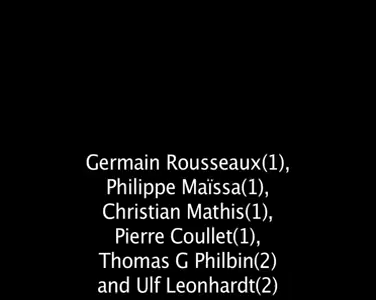 Germain Rousseaux(1),
Philippe Maïssa(1),
Christian Mathis(1),
Pierre Coullet(1),
Thomas G Philbin(2)
and Ulf Leonhardt(2)